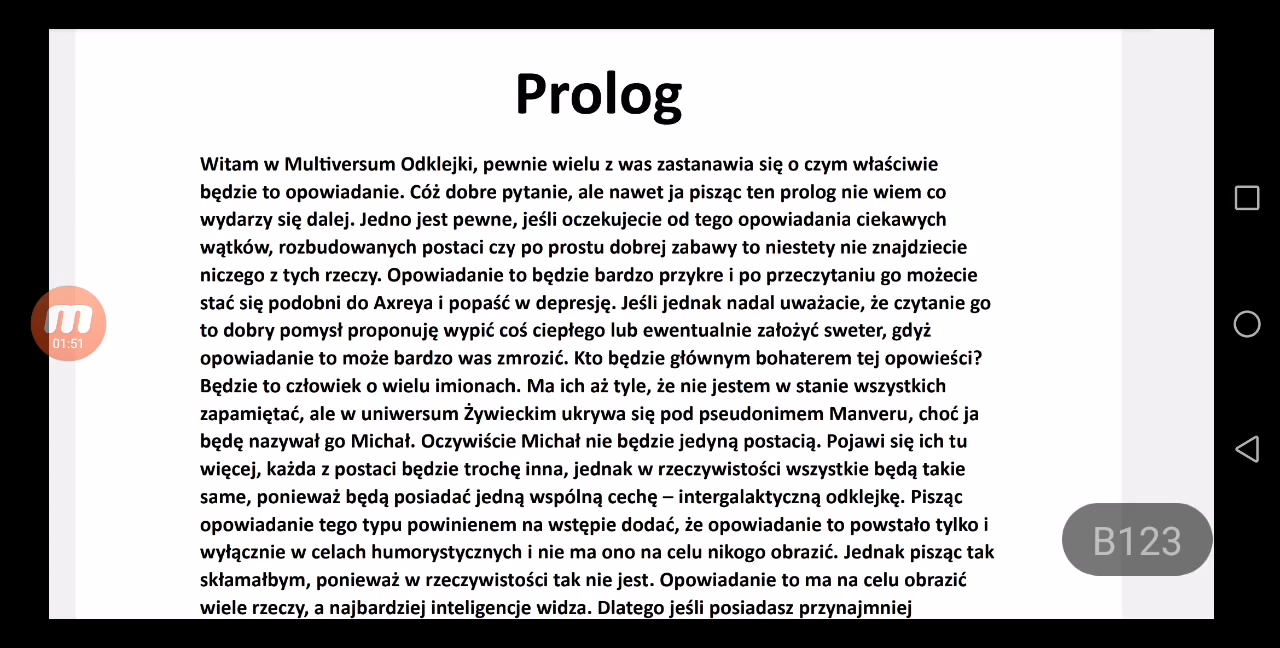 Prolog
Witam w Multiversum Odklejki, pewnie wielu z was zastanawia się o czym właściwie
będzie to opowiadanie. Cóż dobre pytanie, ale nawet ja pisząc ten prolog nie wiem co
wydarzy się dalej. Jedno jest pewne, jeśli oczekujecie od tego opowiadania ciekawych
wątków, rozbudowanych postaci czy po prostu dobrej zabawy to niestety nie znajdziecie
niczego z tych rzeczy. Opowiadanie to będzie bardzo przykre i po przeczytaniu go możecie
stać się podobni do Axreya i popaść w depresję. Jeśli jednak nadal uważacie, że czytanie go
to dobry pomysł proponuję wypić coś ciepłego lub ewentualnie założyć sweter, gdyż
opowiadanie to może bardzo was zmrozić. Kto będzie głównym bohaterem tej opowieści?
Będzie to człowiek o wielu imionach. Ma ich aż tyle, że nie jestem w stanie wszystkich
zapamiętać, ale w uniwersum Żywieckim ukrywa się pod pseudonimem Manveru, choć ja
będę nazywał go Michał. Oczywiście Michał nie będzie jedyną postacią. Pojawi się ich tu
więcej, każda z postaci będzie trochę inna, jednak w rzeczywistości wszystkie będą takie
same, ponieważ będą posiadać jedną wspólną cechę – intergalaktyczną odklejkę. Pisząc
opowiadanie tego typu powinienem na wstępie dodać, że opowiadanie to powstało tylko i
wyłącznie w celach humorystycznych i nie ma ono na celu nikogo obrazić. Jednak pisząc tak
skłamałbym, ponieważ w rzeczywistości tak nie jest. Opowiadanie to ma na celu obrazić
wiele rzeczy, a najbardziej inteligencje widza. Dlatego jeśli posiadasz przynajmniej
m
01:51
B123